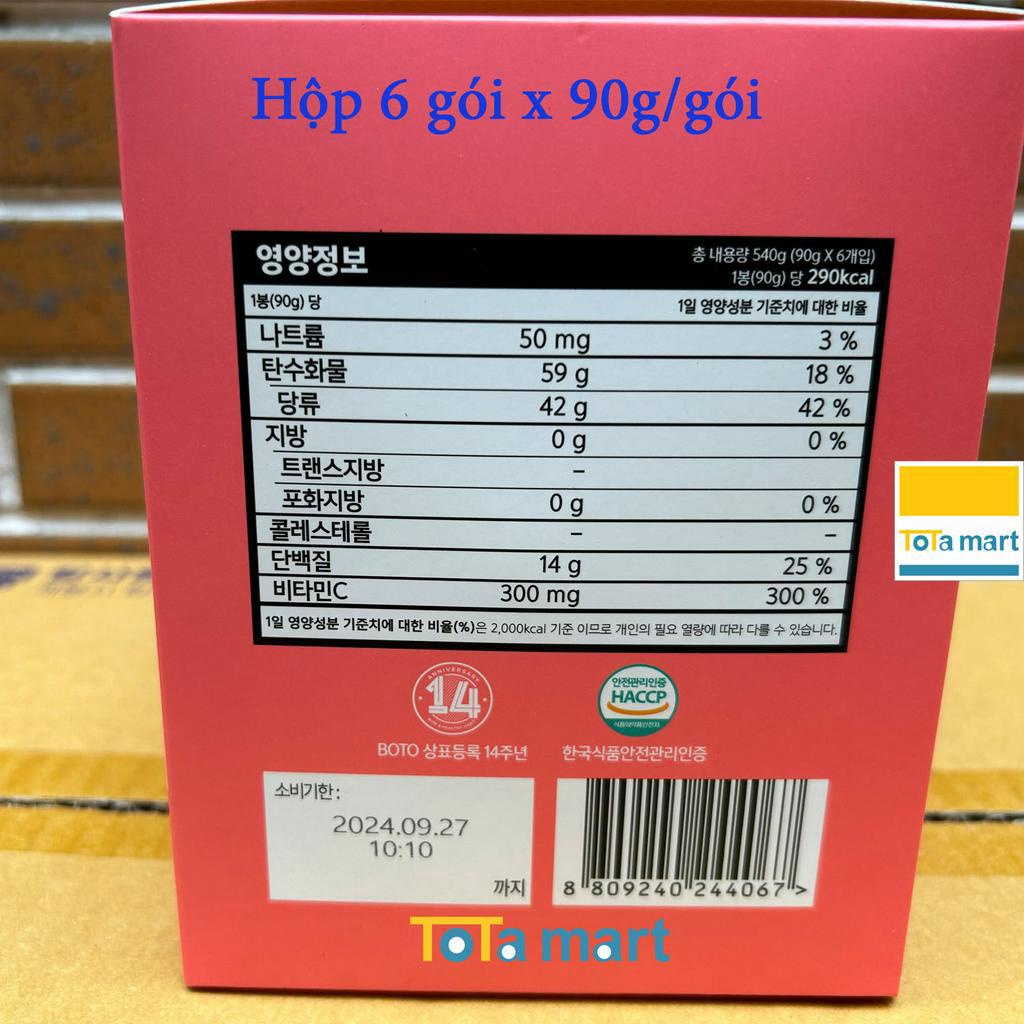 Hộp 6 gói x 90g/gói
영양정보
총 내용량 540g (90g X 6개입)
1봉(90g) 당 290kcal
1봉(90g) 당 1일 영양성분 기준치에 대한 비율
나트륨 50 mg 3 %
탄수화물 59 g 18 %
당류 42 g 42 %
지방 0 g 0 %
트랜스지방 –
포화지방 0 g 0 %
콜레스테롤 – –
단백질 14 g 25 %
비타민C 300 mg 300 %
1일 영양성분 기준치에 대한 비율(%)은 2,000kcal 기준 이므로 개인의 필요 열량에 따라 다를 수 있습니다.
ToTa mart
ANNIVERSARY
14
BOTO 상표등록 14주년
안전관리인증
HACCP
식품의약품안전처
한국식품안전관리인증
소비기한:
2024.09.27
10:10
까지
8 809240 244067 >
ToTa mart